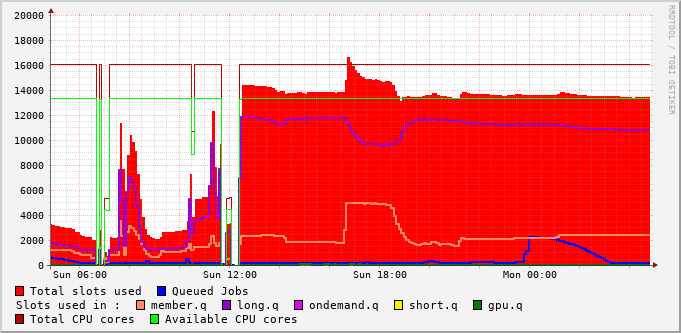 20000
18000
16000
14000
12000
10000
8000
6000
4000
2000
0
Sun 06:00 Sun 12:00 Sun 18:00 Mon 00:00
RRDTOOL / TOBI OETIKER
Total slots used Queued Jobs
Slots used in : member.q long.q ondemand.q short.q gpu.q
Total CPU cores Available CPU cores